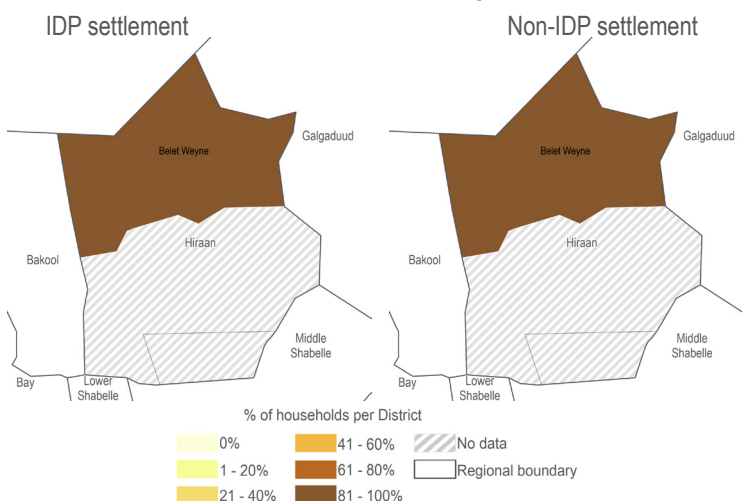 IDP settlement
Non-IDP settlement
Galgaduud
Galgaduud
Belet Weyne
Belet Weyne
Hiraan
Hiraan
Bakool
Bakool
Middle
Shabelle
Middle
Shabelle
Bay
Lower
Shabelle
Bay
Lower
Shabelle
% of households per District
0%
41 - 60%
No data
1 - 20%
61 - 80%
Regional boundary
21 - 40%
81 - 100%